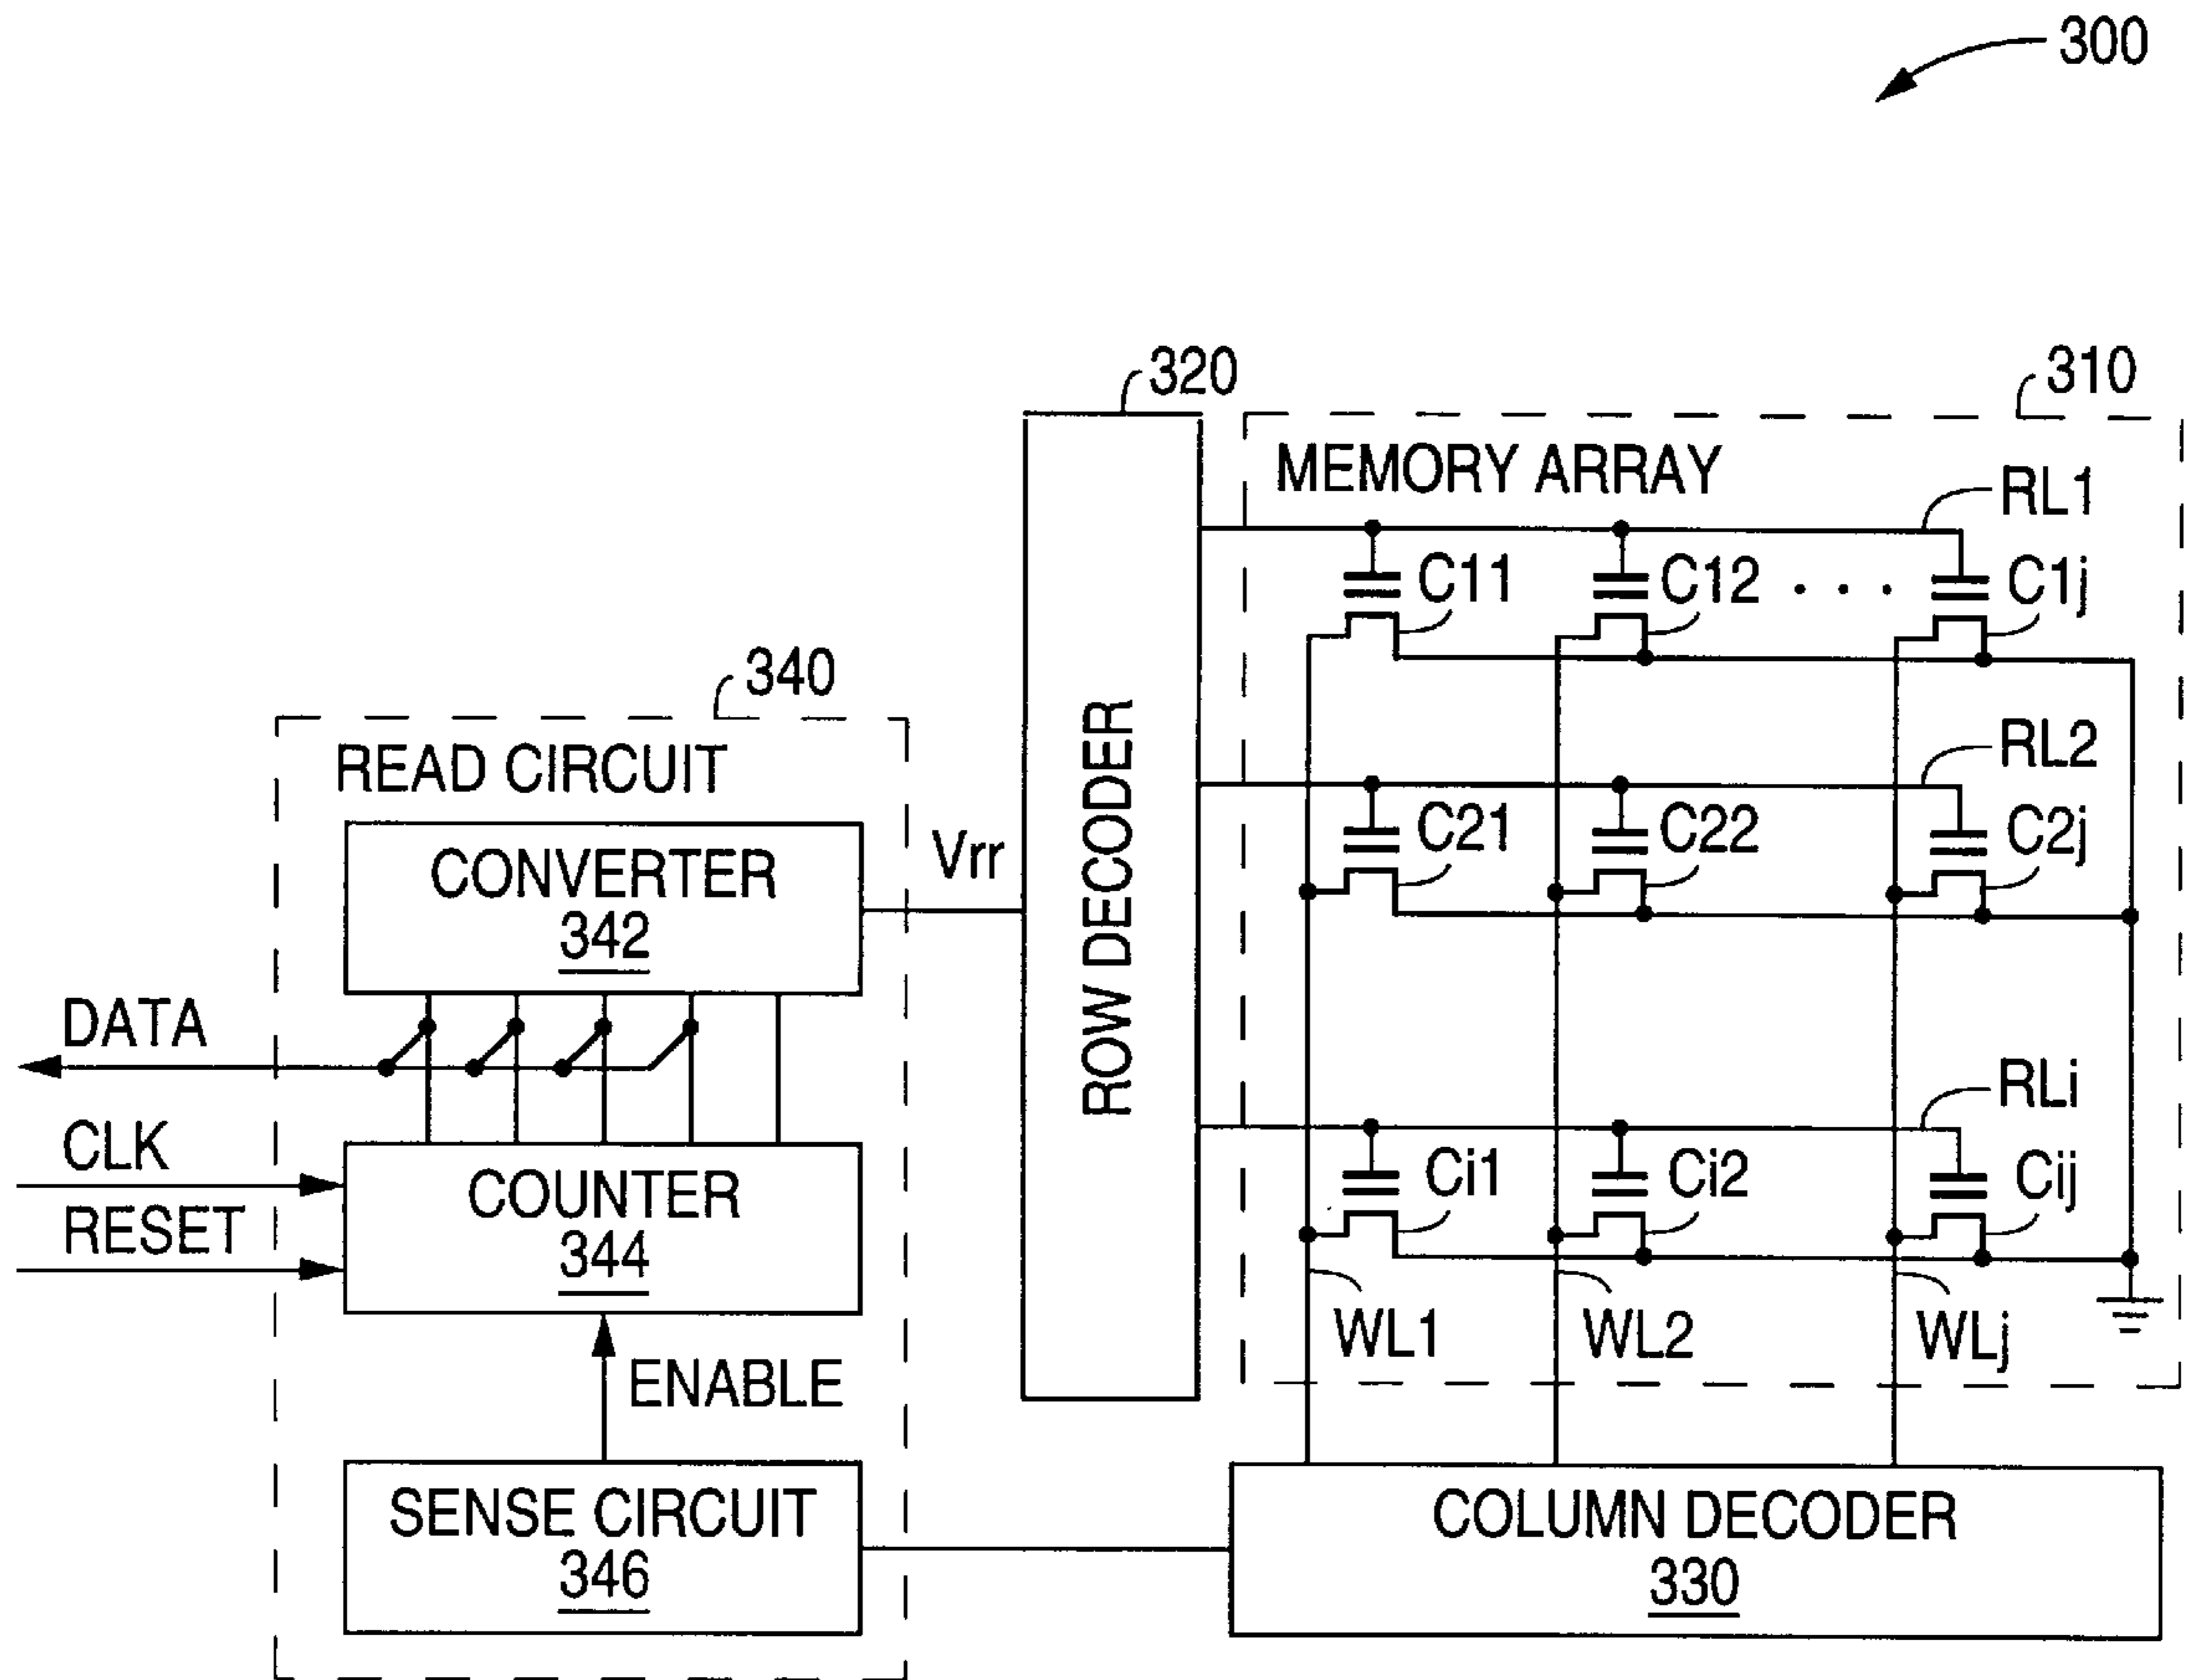 300
320
310
MEMORY ARRAY
RL1
C11
C12
. . .
C1j
340
READ CIRCUIT
RL2
CONVERTER
342
Vrr
ROW DECODER
C21
C22
C2j
DATA
CLK
RESET
COUNTER
344
RLi
Ci1
Ci2
Cij
WL1
WL2
WLj
ENABLE
SENSE CIRCUIT
346
COLUMN DECODER
330